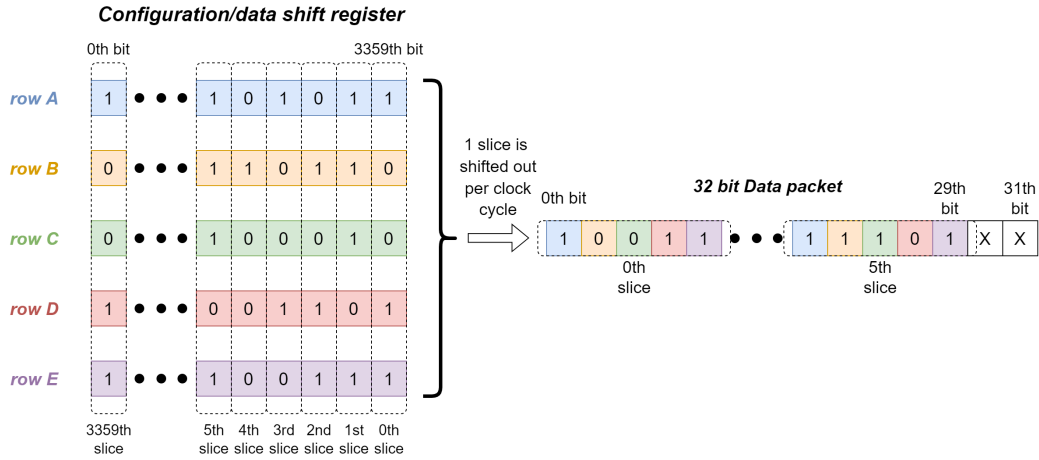 Configuration/data shift register
0th bit 3359th bit
row A 1 1 0 1 0 1 1
row B 0 1 1 0 1 1 0
row C 0 1 0 0 0 1 0
row D 1 0 0 1 1 0 1
row E 1 1 0 0 1 1 1
3359th 5th 4th 3rd 2nd 1st 0th
slice slice slice slice slice slice slice
1 slice is
shifted out
per clock
cycle
32 bit Data packet
0th bit 29th 31th
bit bit
1 0 0 1 1 1 1 1 0 1 X X
0th 5th
slice slice